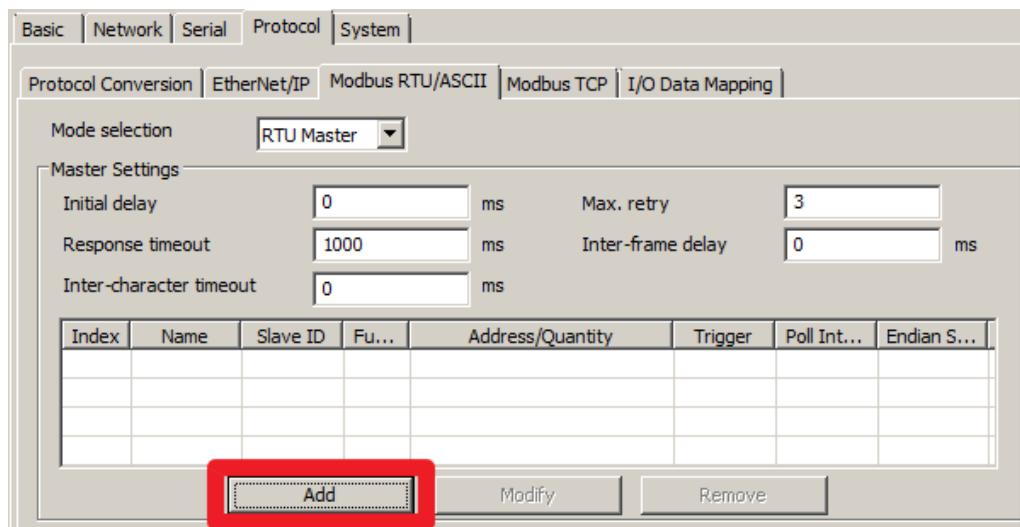 Basic Network Serial Protocol System
Protocol Conversion EtherNet/IP Modbus RTU/ASCII Modbus TCP I/O Data Mapping
Mode selection RTU Master
Master Settings
Initial delay 0 ms Max. retry 3
Response timeout 1000 ms Inter-frame delay 0 ms
Inter-character timeout 0 ms
Index Name Slave ID Fu... Address/Quantity Trigger Poll Int... Endian S...
Add Modify Remove